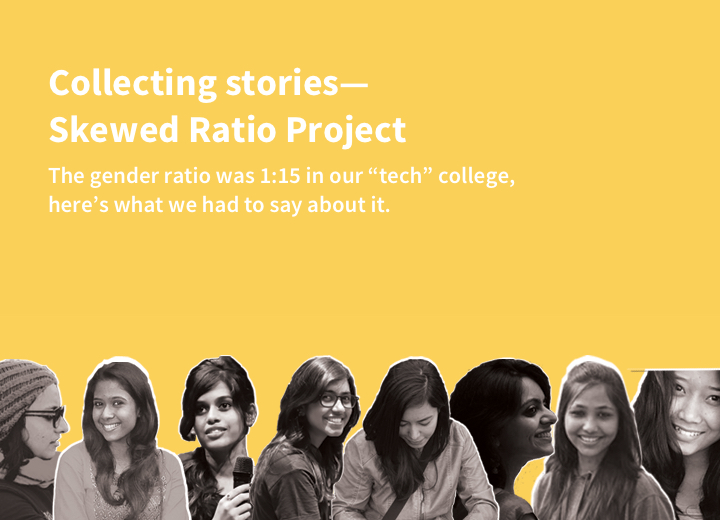 Collecting stories—
Skewed Ratio Project
The gender ratio was 1:15 in our “tech” college,
here’s what we had to say about it.